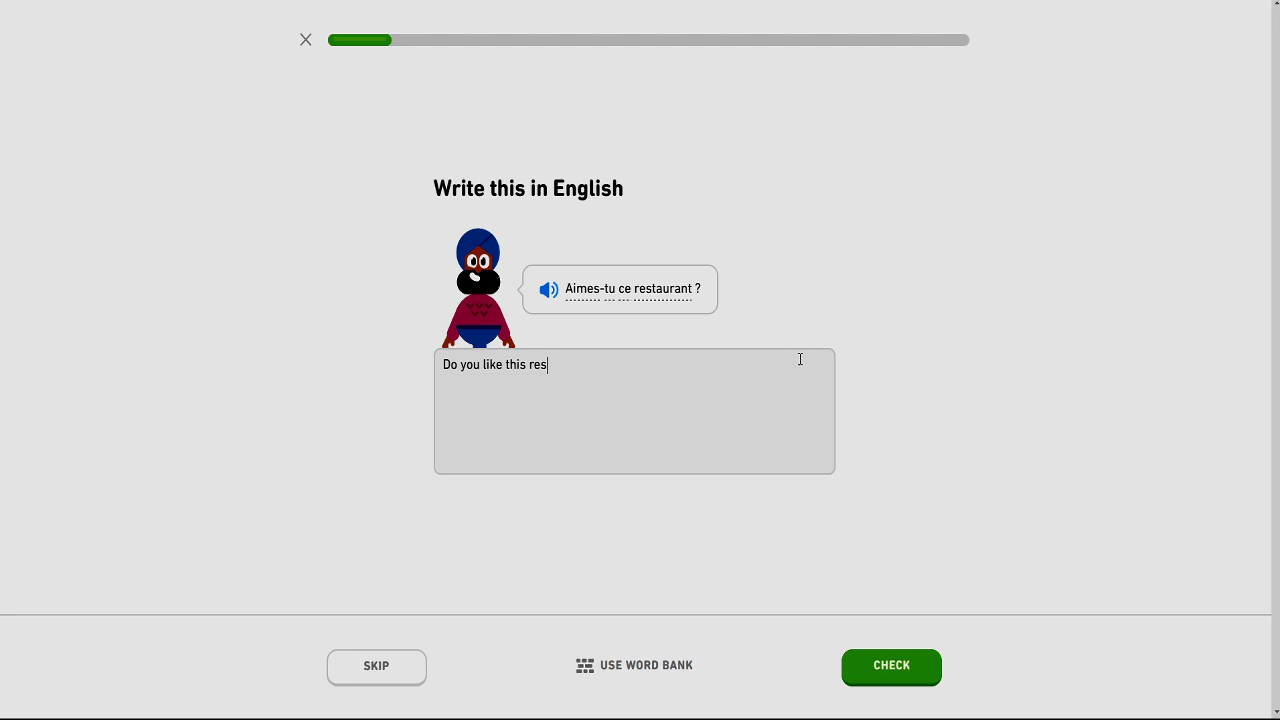 Write this in English
Aimes-tu ce restaurant ?
Do you like this res
SKIP
USE WORD BANK
CHECK